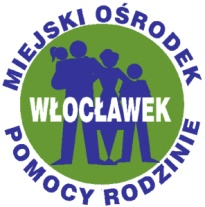 MIEJSKI OŚRODEK
WŁOCŁAWEK
POMOCY RODZINIE